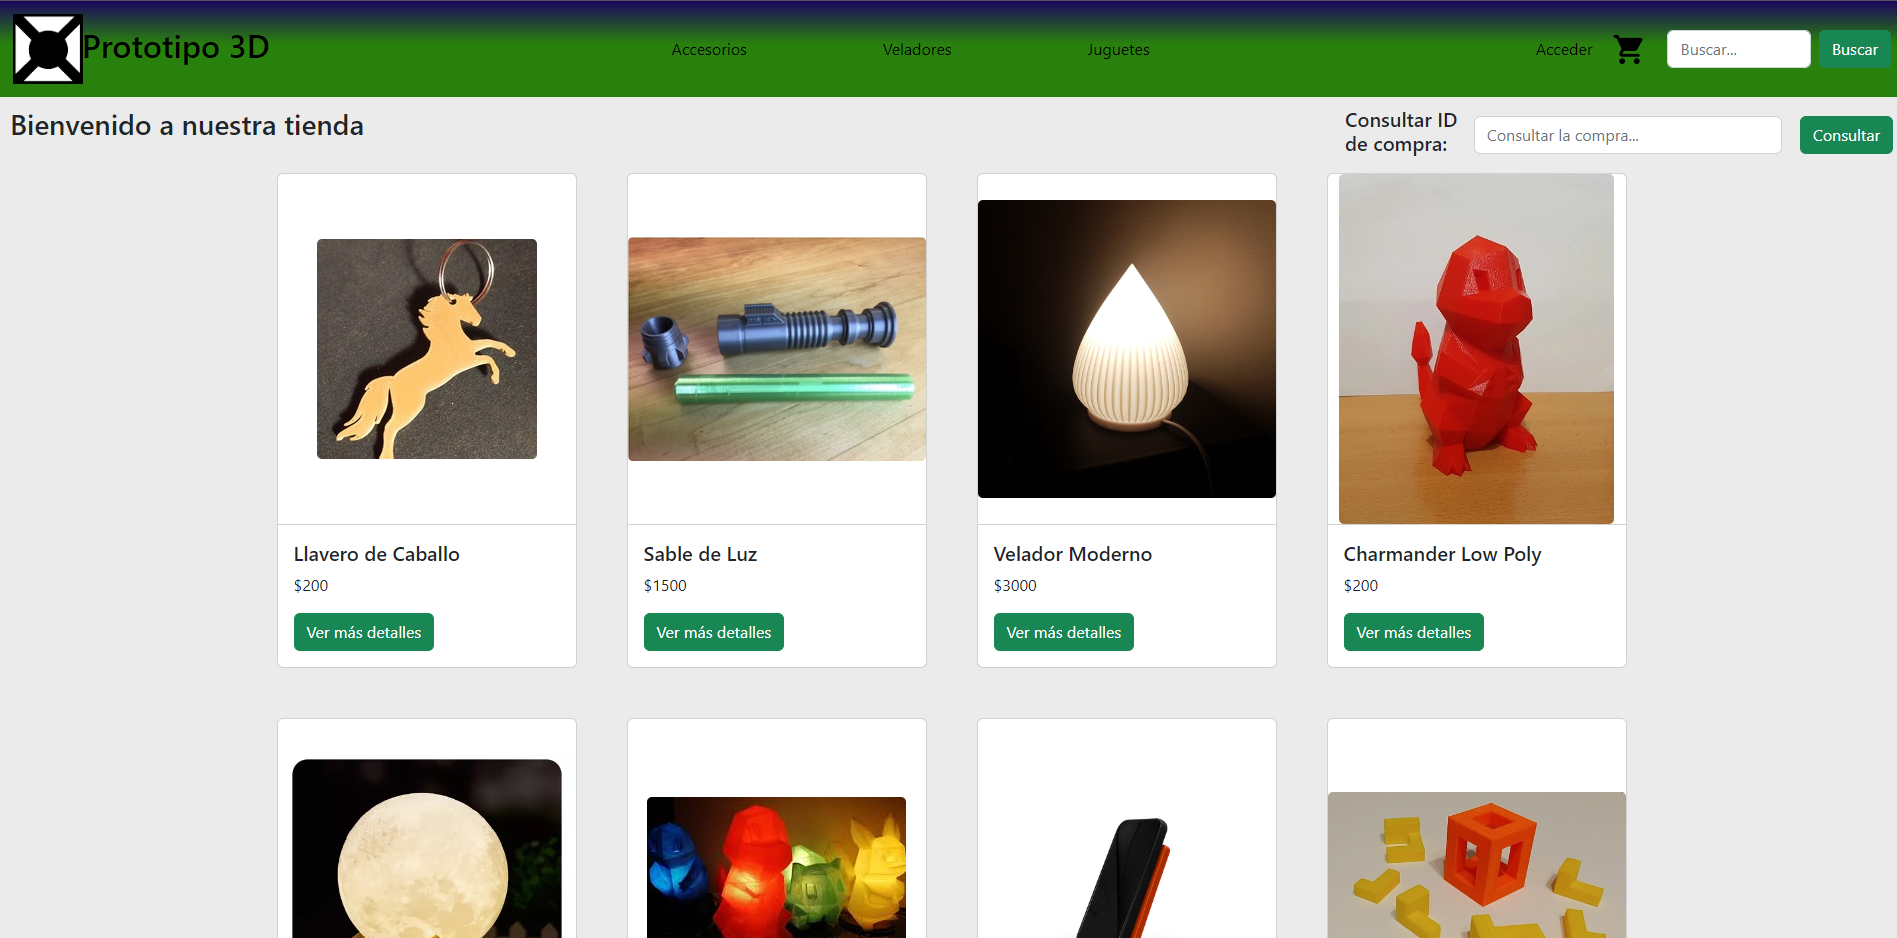 Prototipo 3D
Accesorios
Veladores
Juguetes
Acceder
Buscar...
Buscar
Bienvenido a nuestra tienda
Consultar ID
de compra:
Consultar la compra...
Consultar
Llavero de Caballo
$200
Ver más detalles
Sable de Luz
$1500
Ver más detalles
Velador Moderno
$3000
Ver más detalles
Charmander Low Poly
$200
Ver más detalles